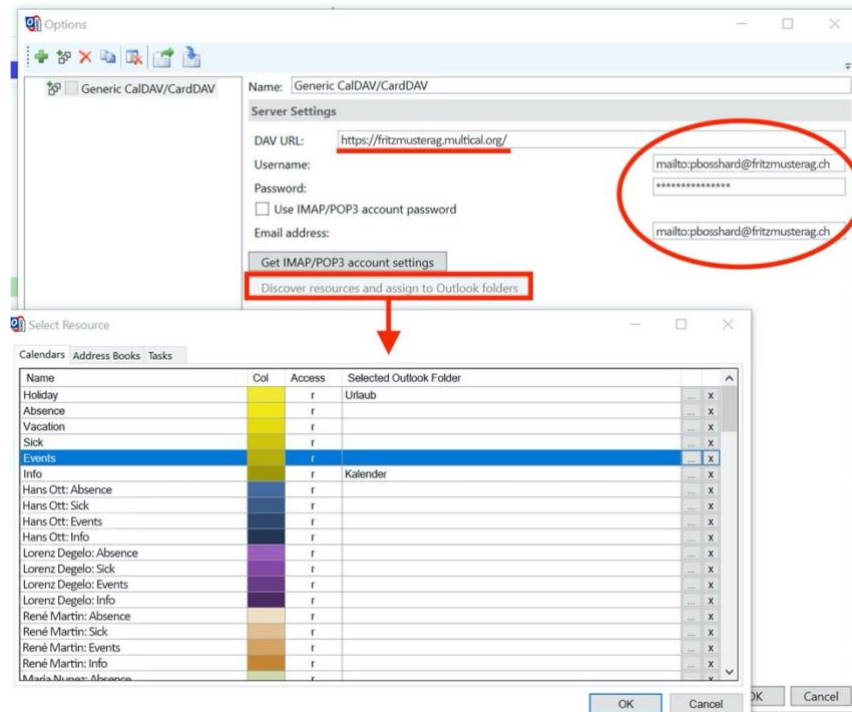 Options
Generic CalDAV/CardDAV
Name: Generic CalDAV/CardDAV
Server Settings
DAV URL: https://fritzmusterag.multical.org/
Username: mailto:pbosshard@fritzmusterag.ch
Password: ***************
Use IMAP/POP3 account password
Email address: mailto:pbosshard@fritzmusterag.ch
Get IMAP/POP3 account settings
Discover resources and assign to Outlook folders
Select Resource
Calendars Address Books Tasks
Name Col Access Selected Outlook Folder
Holiday r Urlaub ... x
Absence r ... x
Vacation r ... x
Sick r ... x
Events r ... x
Info r Kalender ... x
Hans Ott: Absence r ... x
Hans Ott: Sick r ... x
Hans Ott: Events r ... x
Hans Ott: Info r ... x
Lorenz Degelo: Absence r ... x
Lorenz Degelo: Sick r ... x
Lorenz Degelo: Events r ... x
Lorenz Degelo: Info r ... x
René Martin: Absence r ... x
René Martin: Sick r ... x
René Martin: Events r ... x
René Martin: Info r ... x
Maria Nunez: Absence r ... x
OK Cancel
OK Cancel